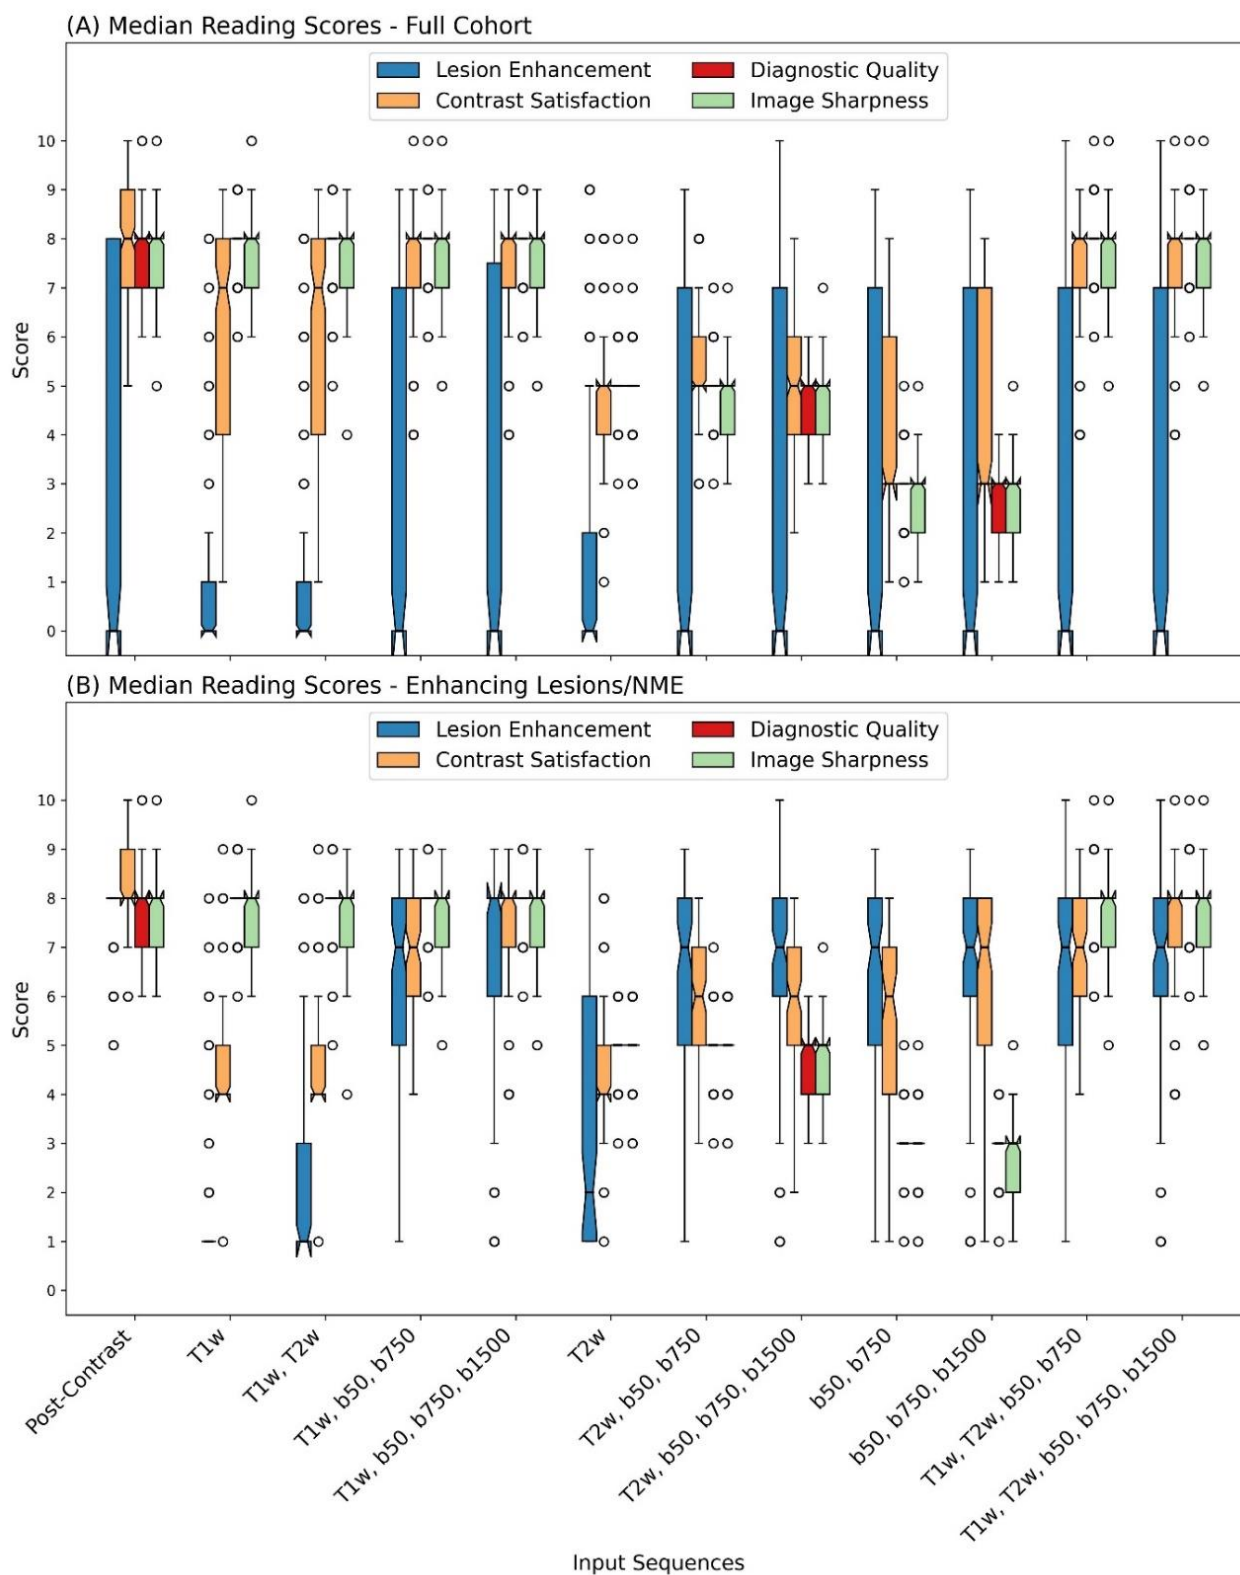 (A) Median Reading Scores - Full Cohort
Lesion Enhancement
Contrast Satisfaction
Diagnostic Quality
Image Sharpness
10
9
8
7
6
5
4
3
2
1
0
Score
(B) Median Reading Scores - Enhancing Lesions/NME
Lesion Enhancement
Contrast Satisfaction
Diagnostic Quality
Image Sharpness
10
9
8
7
6
5
4
3
2
1
0
Score
Post-Contrast
T1w
T1w, T2w
T1w, b50, b750
T1w, b50, b750, b1500
T2w
T2w, b50, b750
T2w, b50, b750, b1500
b50, b750
b50, b750, b1500
T1w, T2w, b50, b750
T1w, T2w, b50, b750, b1500
Input Sequences